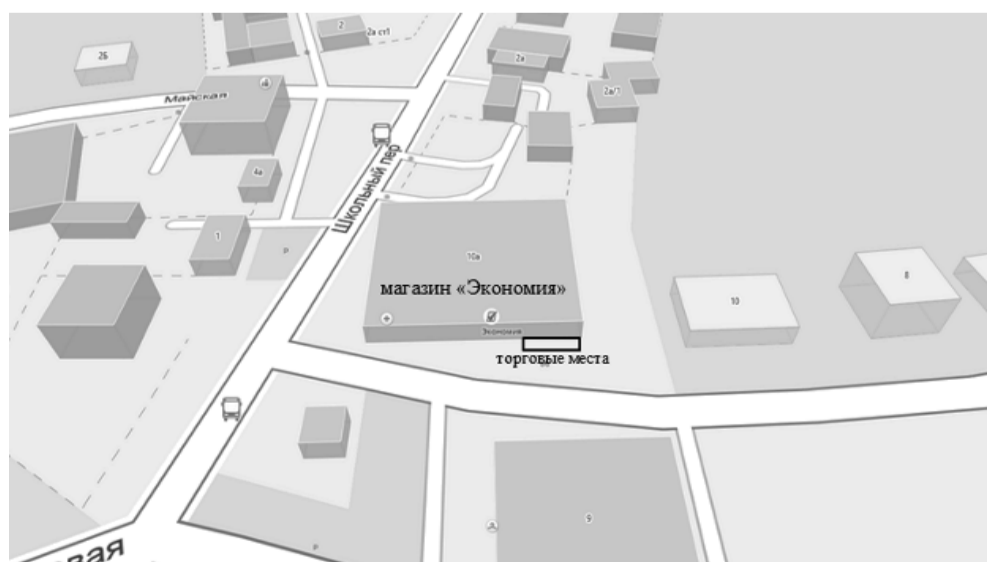 2
2а ст1
2Б
2а
2а/1
Майская
4а
Школьный пер
1
P
10а
магазин «Экономия»
Экономия
торговые места
10
8
9
P
вая